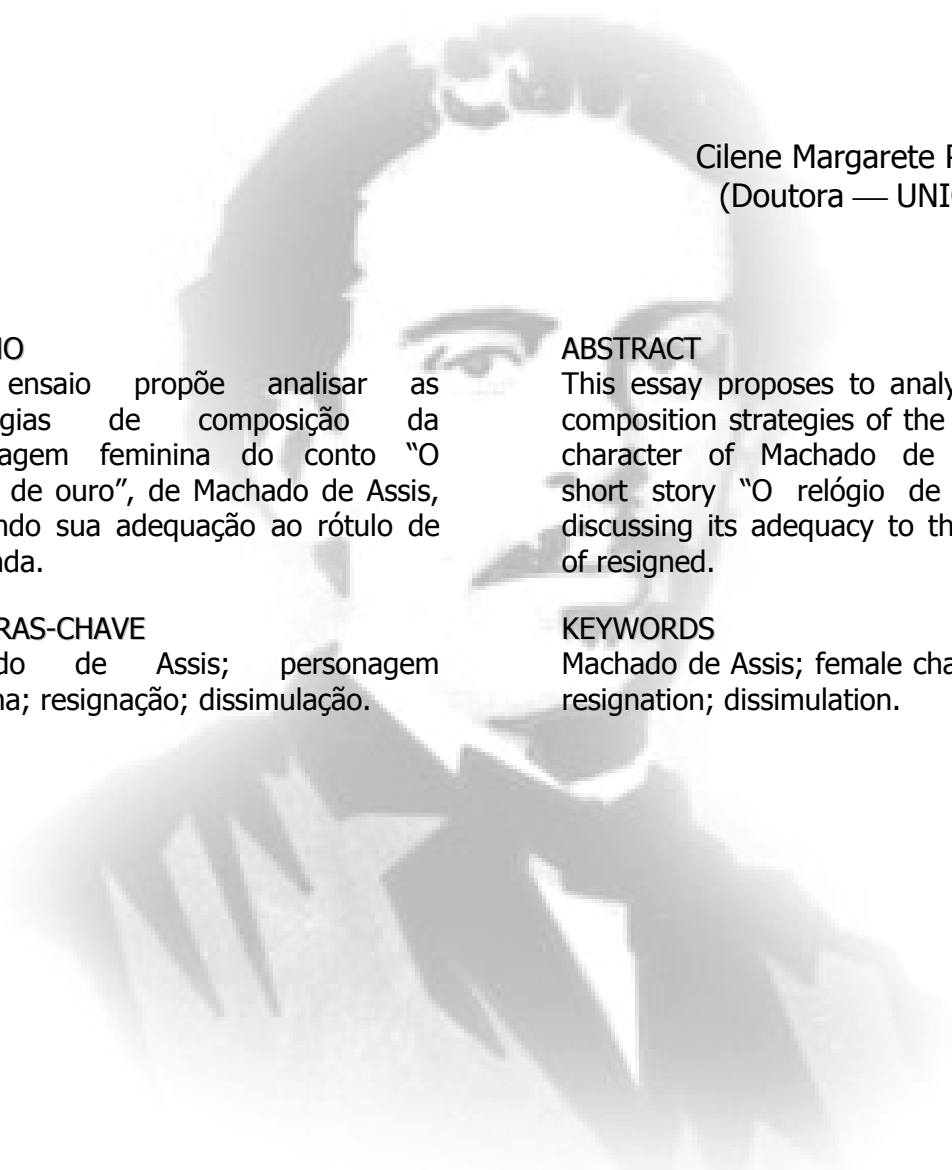 Cilene Margarete
(Doutora — UNI
ensaio propõe analisar as
gias de composição da
agem feminina do conto “O
de ouro”, de Machado de Assis,
ndo sua adequação ao rótulo de
da.
RAS-CHAVE
do de Assis; personagem
na; resignação; dissimulação.
ABSTRACT
This essay proposes to analy
composition strategies of the
character of Machado de
short story “O relógio de
discussing its adequacy to th
of resigned.
KEYWORDS
Machado de Assis; female cha
resignation; dissimulation.